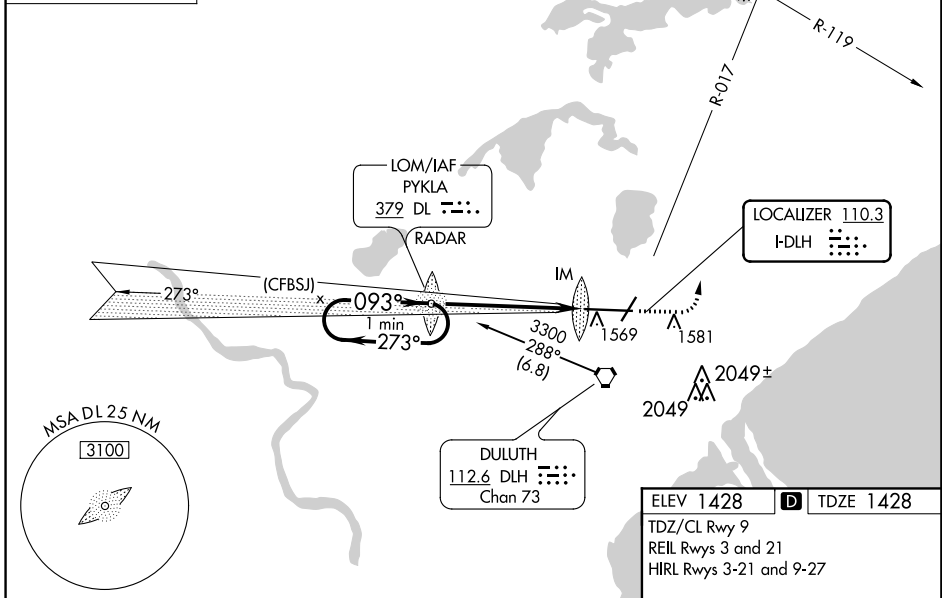 R-119
R-017
LOM/IAF
PYKLA
379 DL
RADAR
LOCALIZER 110.3
I-DLH
IM
(CFBSJ)
273°
x
093°
1 min
273°
3300
288°
(6.8)
1569
1581
2049±
2049
MSA DL 25 NM
3100
DULUTH
112.6 DLH
Chan 73
ELEV 1428 D TDZE 1428
TDZ/CL Rwy 9
REIL Rwys 3 and 21
HIRL Rwys 3-21 and 9-27